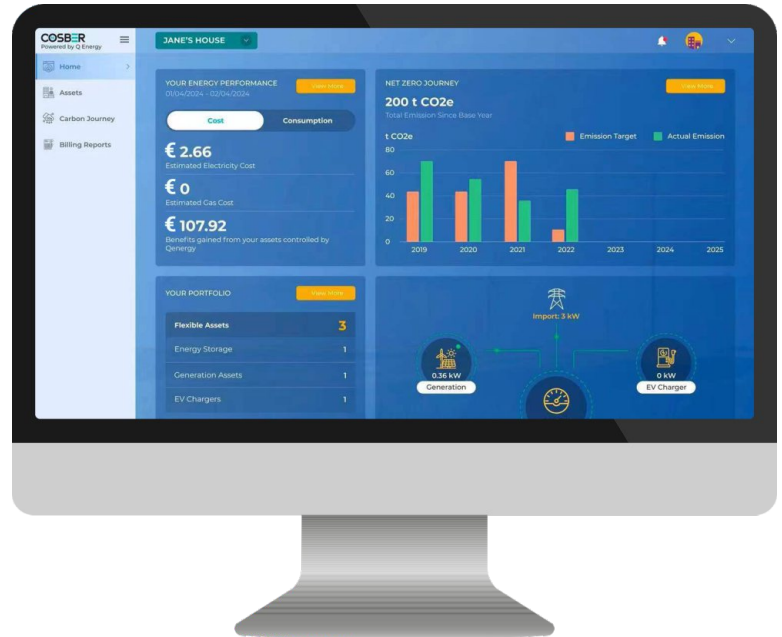 COSBER
Powered by Q Energy
JANE'S HOUSE
Home
Assets
Carbon Journey
Billing Reports
YOUR ENERGY PERFORMANCE
01/04/2024 - 02/04/2024
View More
Cost
Consumption
€ 2.66
Estimated Electricity Cost
€ 0
Estimated Gas Cost
€ 107.92
Benefits gained from your assets controlled by
Qenergy
NET ZERO JOURNEY
View More
200 t CO2e
Total Emission Since Base Year
t CO2e
Emission Target
Actual Emission
80
60
40
20
0
2019
2020
2021
2022
2023
2024
2025
YOUR PORTFOLIO
View More
Flexible Assets 3
Energy Storage 1
Generation Assets 1
EV Chargers 1
Import: 3 kW
0.36 kW
Generation
0 kW
EV Charger